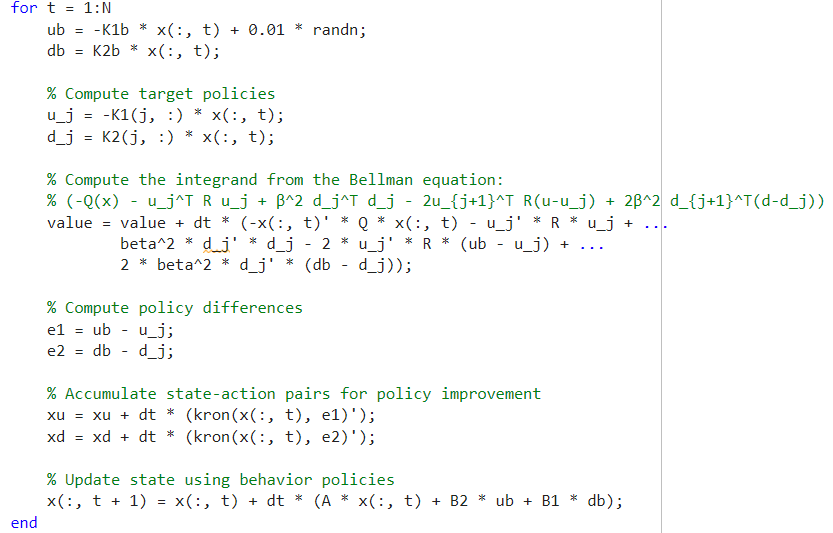 for t = 1:N
    ub = -K1b * x(:, t) + 0.01 * randn;
    db = K2b * x(:, t);

    % Compute target policies
    u_j = -K1(j, :) * x(:, t);
    d_j = K2(j, :) * x(:, t);

    % Compute the integrand from the Bellman equation:
    % (-Q(x) - u_j^T R u_j + β^2 d_j^T d_j - 2u_{j+1}^T R(u-u_j) + 2β^2 d_{j+1}^T(d-d_j))
    value = value + dt * (-x(:, t)' * Q * x(:, t) - u_j' * R * u_j + ...
            beta^2 * d_j' * d_j - 2 * u_j' * R * (ub - u_j) + ...
            2 * beta^2 * d_j' * (db - d_j));

    % Compute policy differences
    e1 = ub - u_j;
    e2 = db - d_j;

    % Accumulate state-action pairs for policy improvement
    xu = xu + dt * (kron(x(:, t), e1)');
    xd = xd + dt * (kron(x(:, t), e2)');

    % Update state using behavior policies
    x(:, t + 1) = x(:, t) + dt * (A * x(:, t) + B2 * ub + B1 * db);
end